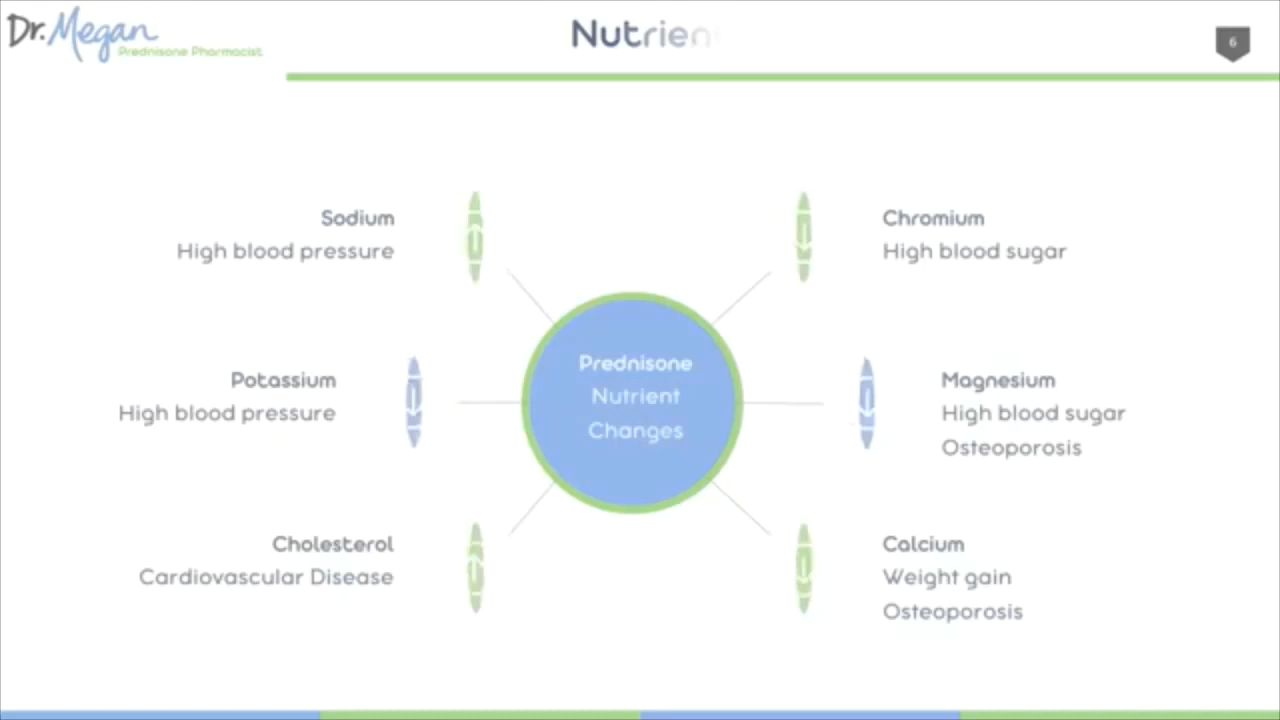 Dr. Megan
Prednisone Pharmacist
Nutrien
6
Sodium
High blood pressure
Chromium
High blood sugar
Prednisone
Nutrient
Changes
Potassium
High blood pressure
Magnesium
High blood sugar
Osteoporosis
Cholesterol
Cardiovascular Disease
Calcium
Weight gain
Osteoporosis